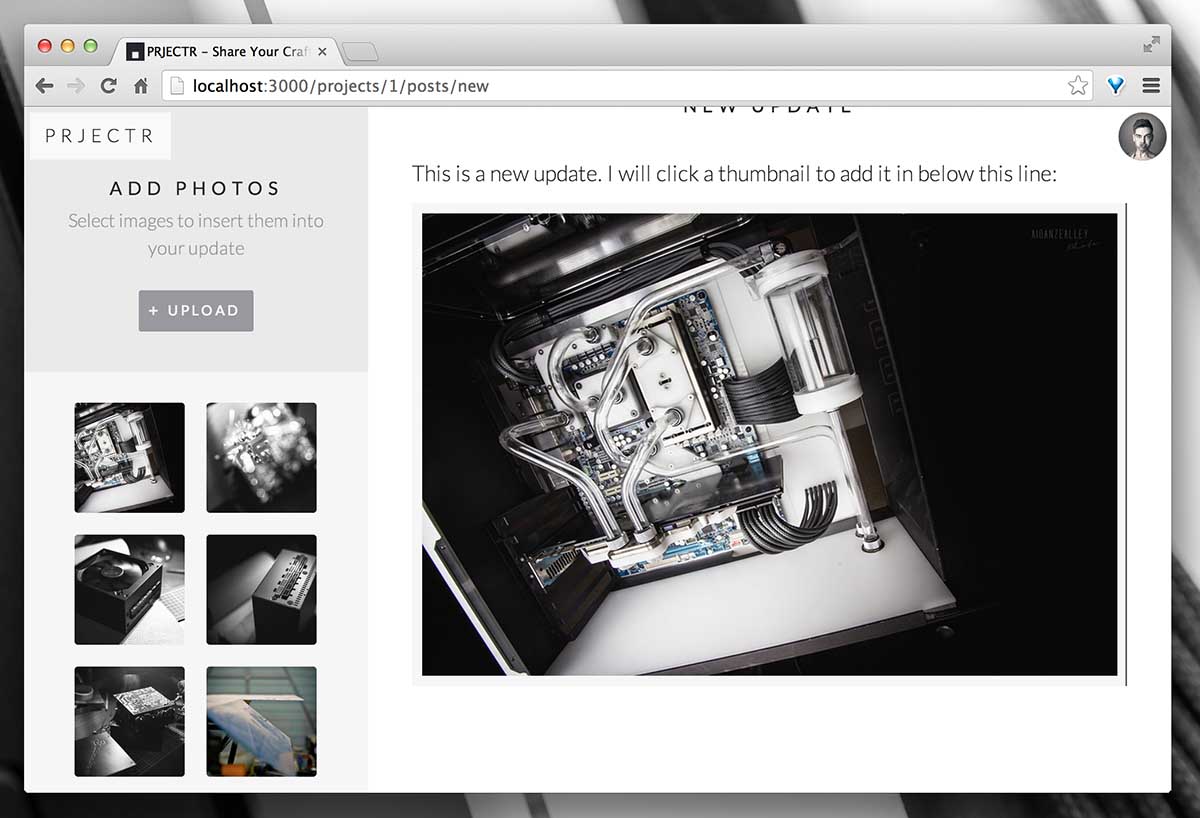 PRJECTR – Share Your Craf
localhost:3000/projects/1/posts/new
PRJECTR
NEW UPDATE
ADD PHOTOS
Select images to insert them into
your update
+ UPLOAD
This is a new update. I will click a thumbnail to add it in below this line:
AIDANZEALLEY